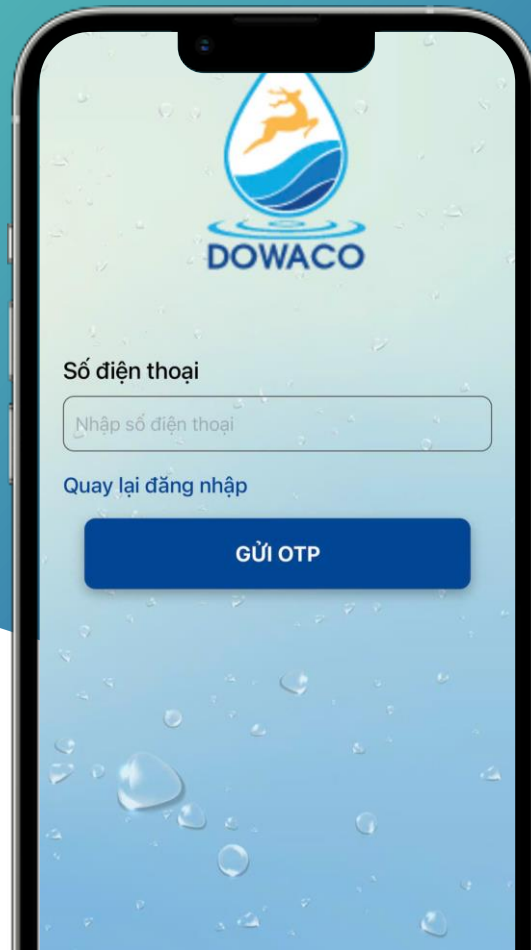 DOWACO
Số điện thoại
Nhập số điện thoại
Quay lại đăng nhập
GỬI OTP